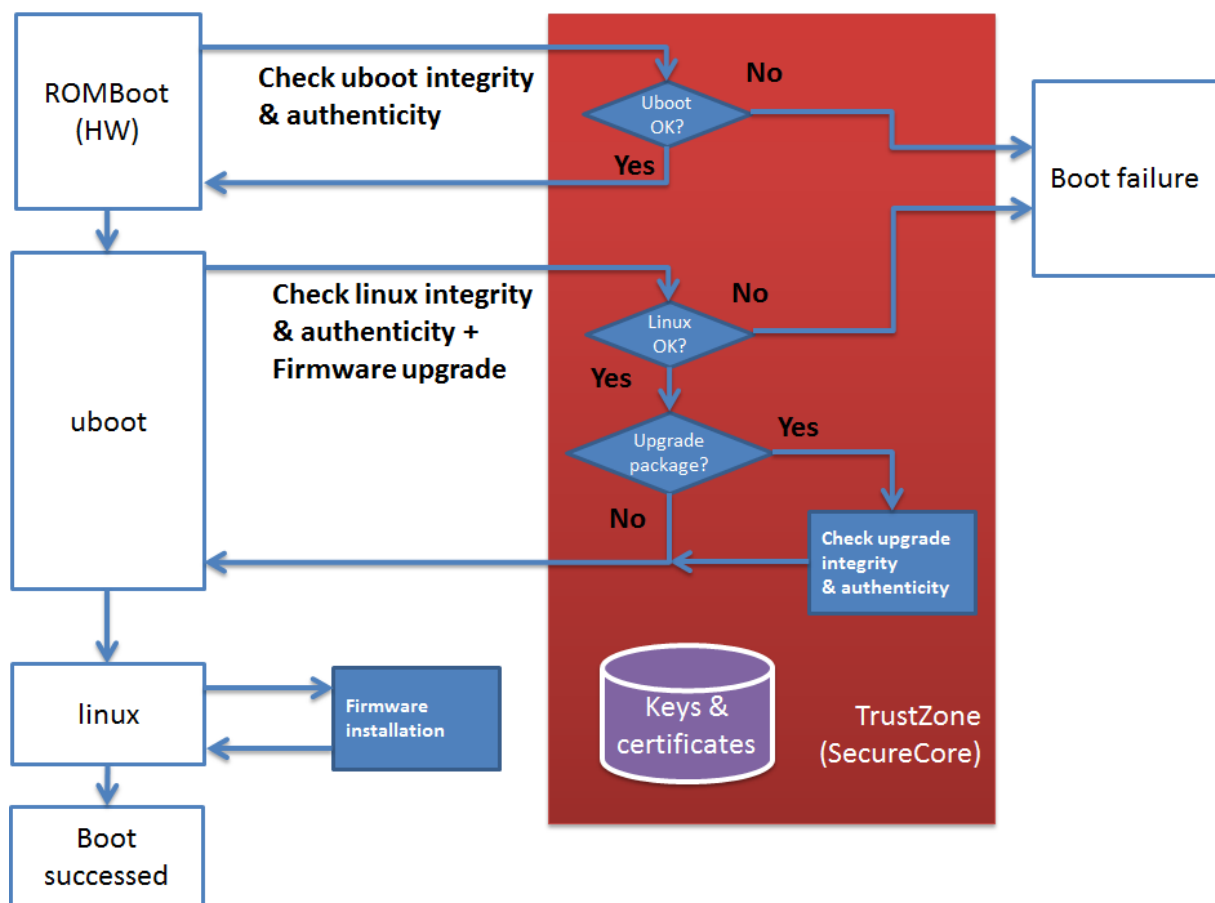 ROMBoot
(HW)
Check uboot integrity
& authenticity
Uboot
OK?
No
Yes
Boot failure
uboot
Check linux integrity
& authenticity +
Firmware upgrade
Linux
OK?
No
Yes
Upgrade
package?
Yes
No
Check upgrade
integrity
& authenticity
linux
Firmware
installation
Keys &
certificates
TrustZone
(SecureCore)
Boot
successed